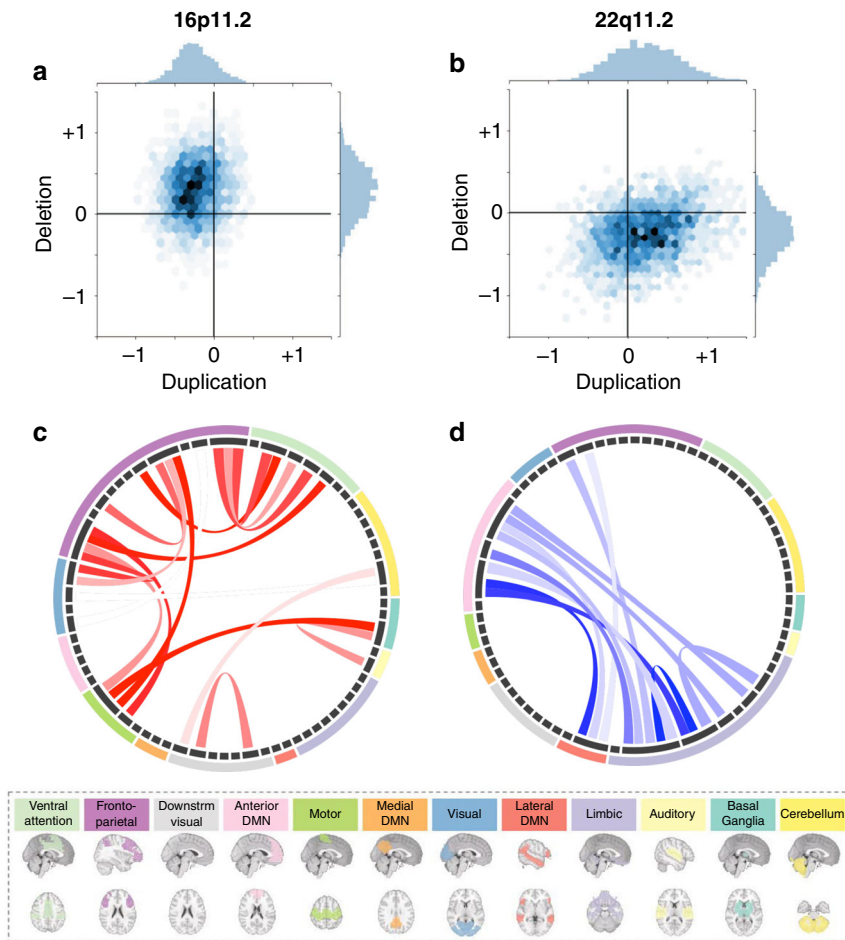 16p11.2
22q11.2
a
b
+1
0
−1
Deletion
−1
0
+1
Duplication
+1
0
−1
Deletion
−1
0
+1
Duplication
c
d
Ventral
attention
Fronto-
parietal
Downstrm
visual
Anterior
DMN
Motor
Medial
DMN
Visual
Lateral
DMN
Limbic
Auditory
Basal
Ganglia
Cerebellum